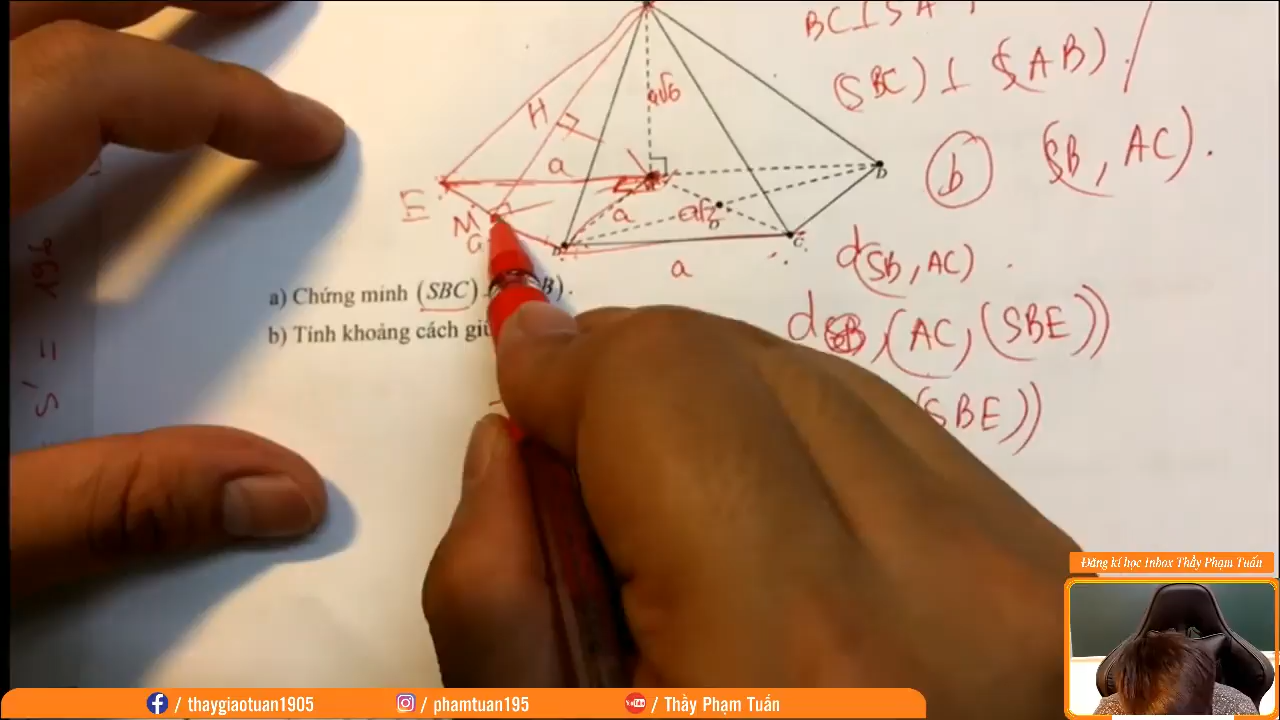 BC ⊥ SA
(SBC) ⊥ (SAB).
a√6
H
a
b (SB, AC).
E
M
a
a√2
D
C
a
d(SB, AC)
a) Chứng minh (SBC) B).
d (AC, (SBE))
b) Tính khoảng cách
SBE))
Đăng kí học Inbox Thầy Phạm Tuấn
/ thaygiaotuan1905
/ phamtuan195
/ Thầy Phạm Tuấn